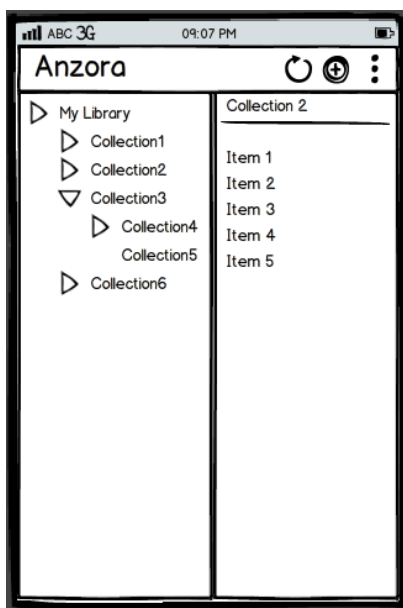 ABC 3G 09:07 PM
Anzora
My Library
Collection1
Collection2
Collection3
Collection4
Collection5
Collection6
Collection 2
Item 1
Item 2
Item 3
Item 4
Item 5